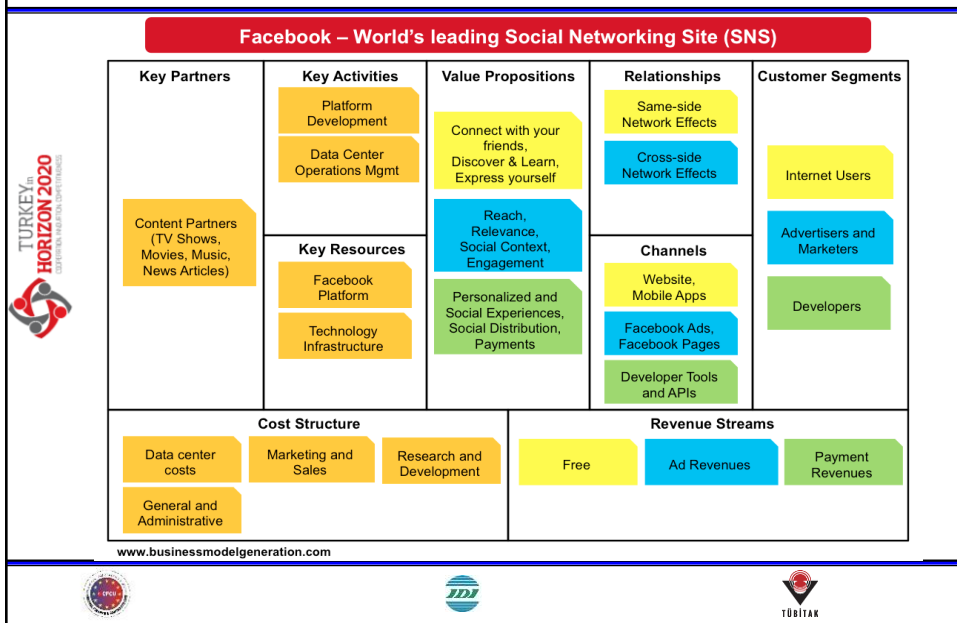 Facebook – World's leading Social Networking Site (SNS)
Key Partners
Content Partners
(TV Shows,
Movies, Music,
News Articles)
Key Activities
Platform
Development
Data Center
Operations Mgmt
Key Resources
Facebook
Platform
Technology
Infrastructure
Value Propositions
Connect with your
friends,
Discover & Learn,
Express yourself
Reach,
Relevance,
Social Context,
Engagement
Personalized and
Social Experiences,
Social Distribution,
Payments
Relationships
Same-side
Network Effects
Cross-side
Network Effects
Channels
Website,
Mobile Apps
Facebook Ads,
Facebook Pages
Developer Tools
and APIs
Customer Segments
Internet Users
Advertisers and
Marketers
Developers
Cost Structure
Data center
costs
Marketing and
Sales
Research and
Development
General and
Administrative
Revenue Streams
Free
Ad Revenues
Payment
Revenues
www.businessmodelgeneration.com
TURKEY in
HORIZON 2020
IDI
TÜBİTAK